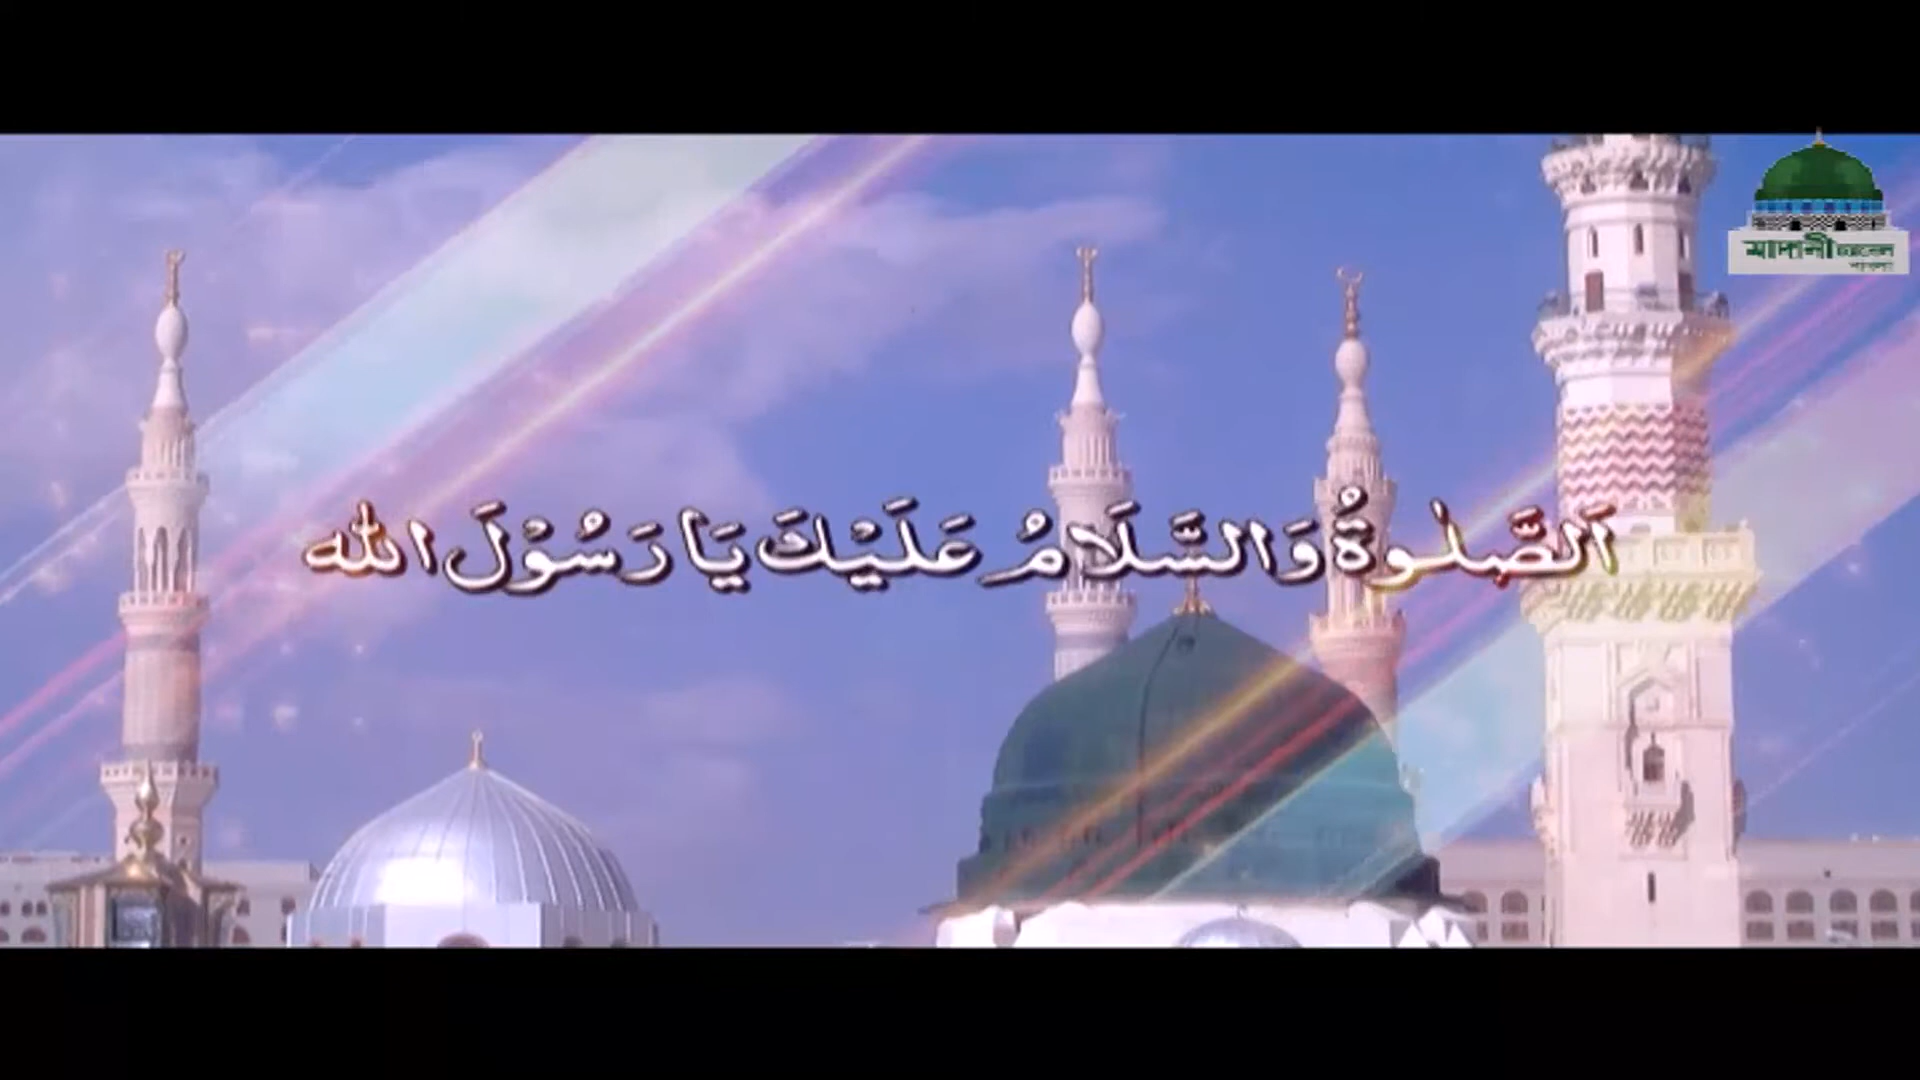 اَلصَّلٰوةُ وَالسَّلَامُ عَلَيْكَ يَا رَسُوْلَ الله
মাদানী চ্যানেল
বাংলা